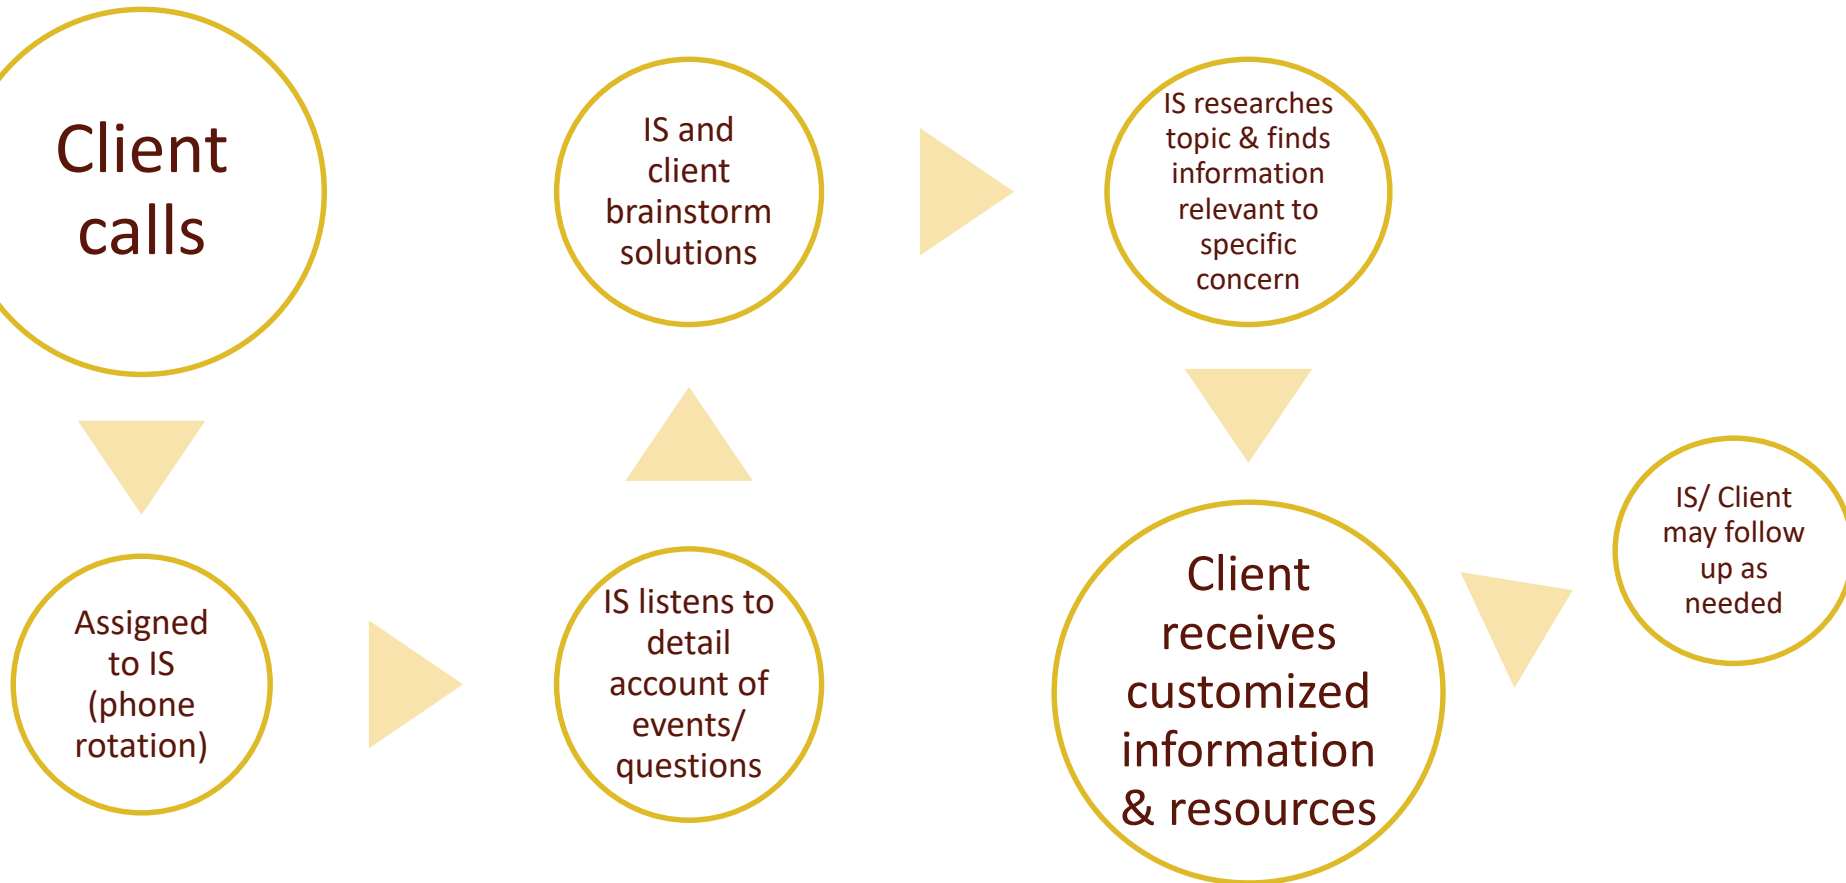 Client
calls
Assigned
to IS
(phone
rotation)
IS listens to
detail
account of
events/
questions
IS and
client
brainstorm
solutions
IS researches
topic & finds
information
relevant to
specific
concern
Client
receives
customized
information
& resources
IS/ Client
may follow
up as
needed